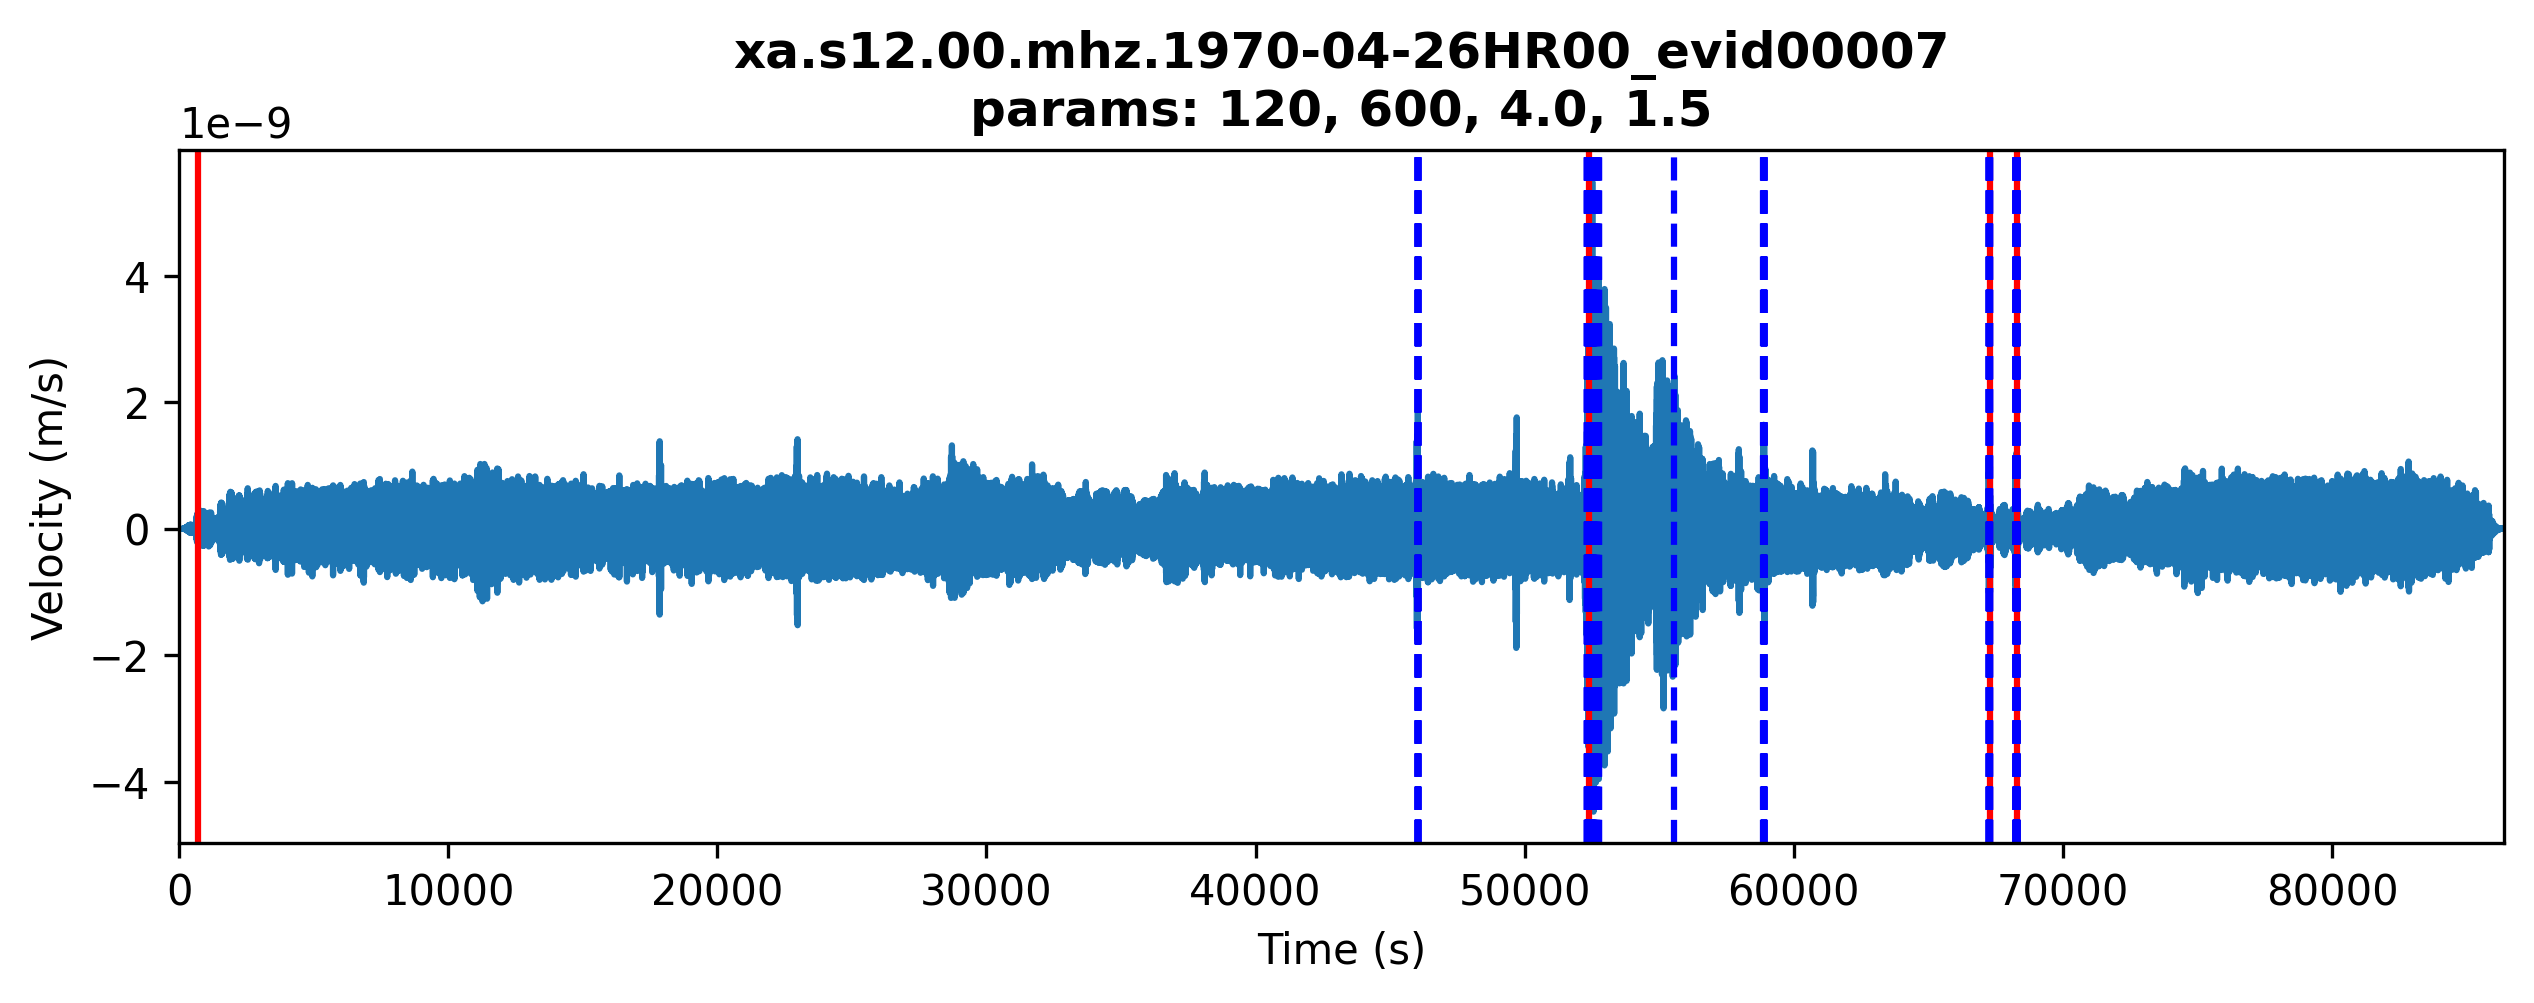 xa.s12.00.mhz.1970-04-26HR00_evid00007
params: 120, 600, 4.0, 1.5
1e−9
4
2
0
−2
−4
Velocity (m/s)
0 10000 20000 30000 40000 50000 60000 70000 80000
Time (s)